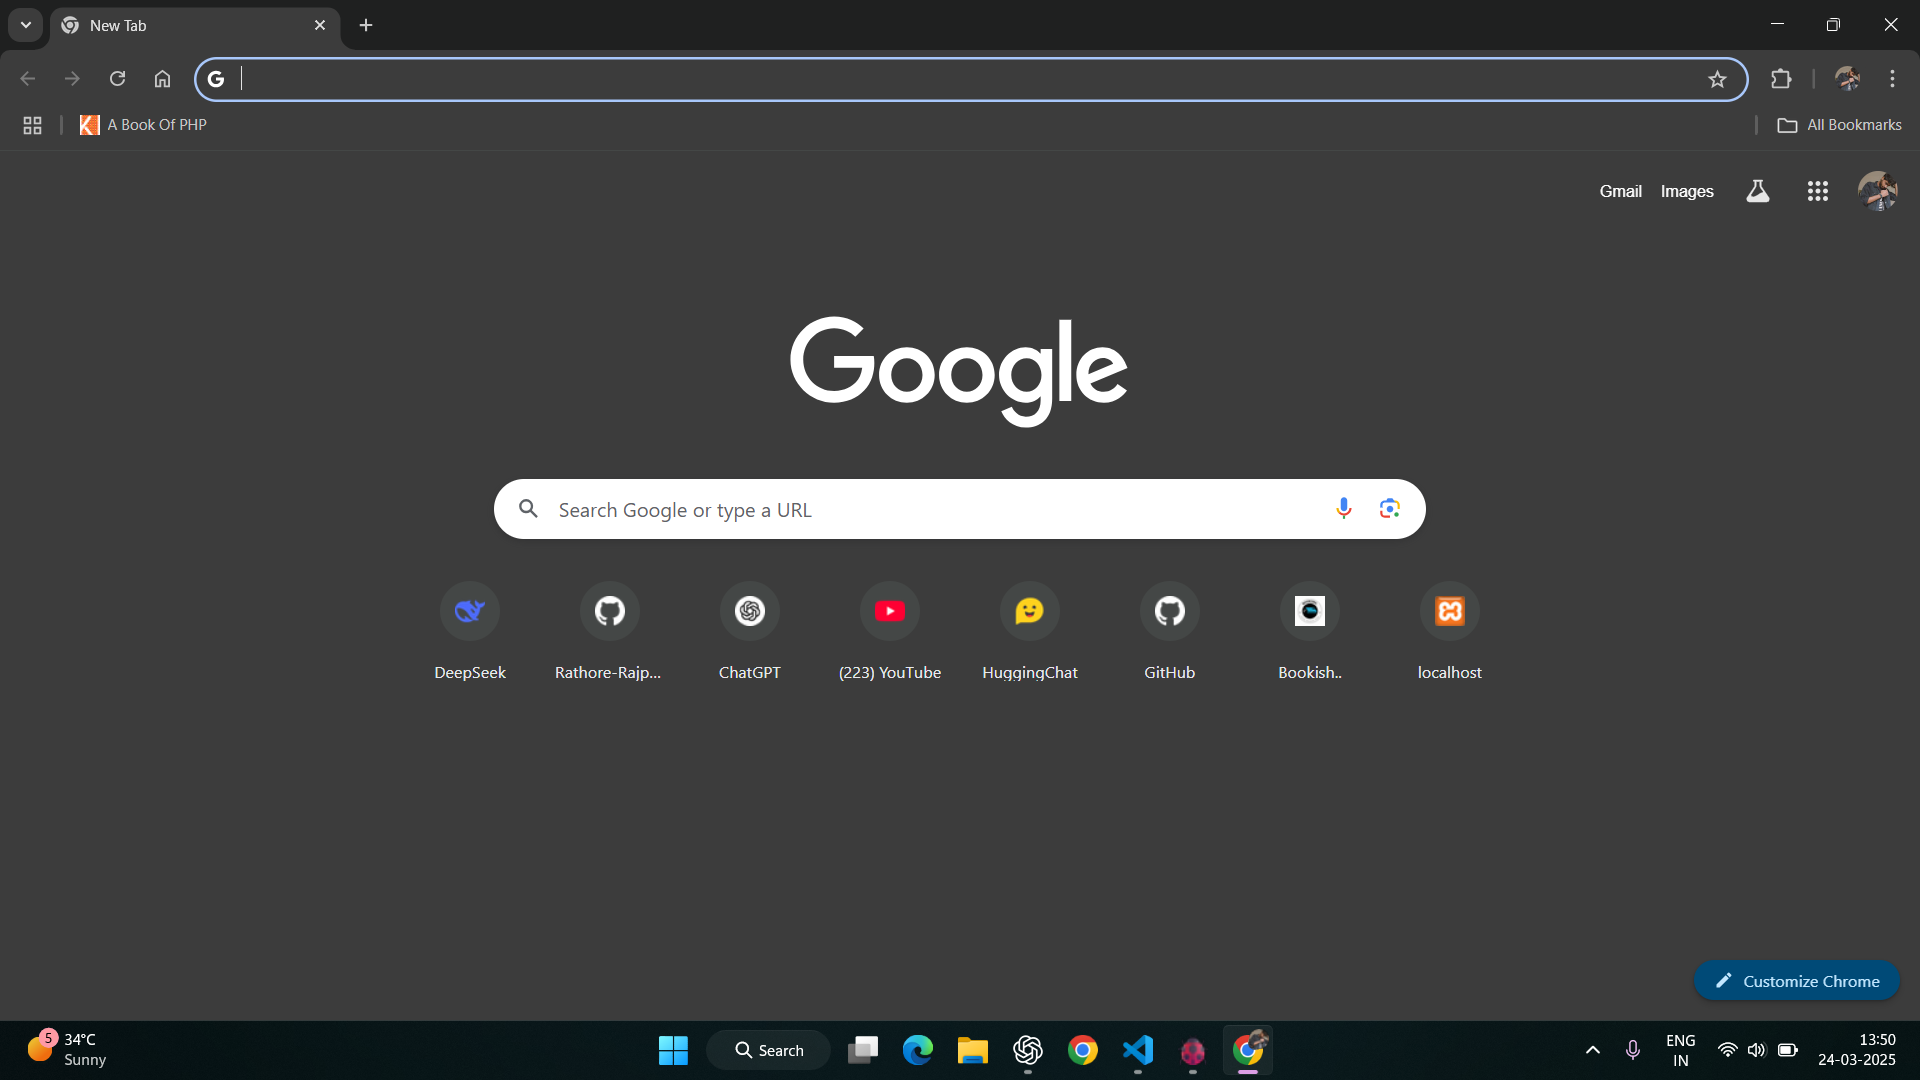 New Tab
A Book Of PHP
All Bookmarks
Gmail Images
Google
Search Google or type a URL
DeepSeek
Rathore-Rajp...
ChatGPT
(223) YouTube
HuggingChat
GitHub
Bookish..
localhost
Customize Chrome
5
34°C
Sunny
Search
ENG
IN
13:50
24-03-2025